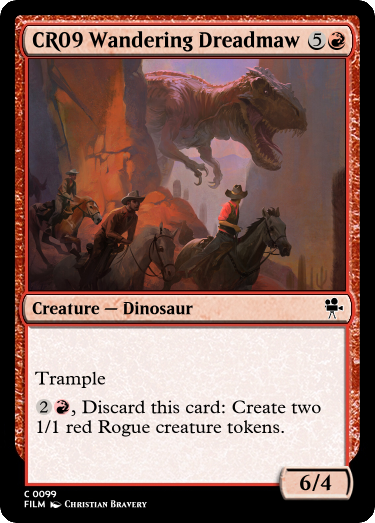 CR09 Wandering Dreadmaw 5
Creature — Dinosaur
Trample
2, Discard this card: Create two
1/1 red Rogue creature tokens.
6/4
C 0099
FILM Christian Bravery